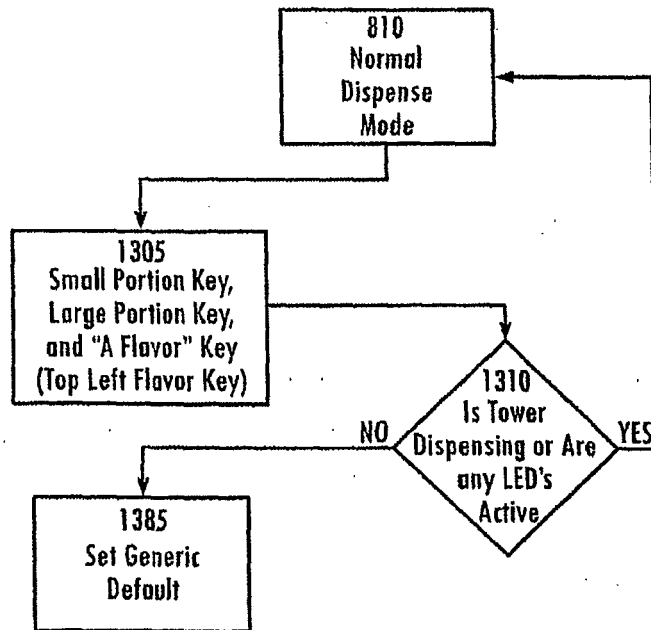 810
Normal
Dispense
Mode
1305
Small Portion Key,
Large Portion Key,
and "A Flavor" Key
(Top Left Flavor Key)
1310
Is Tower
Dispensing or Are
any LED's
Active
NO
YES
1385
Set Generic
Default